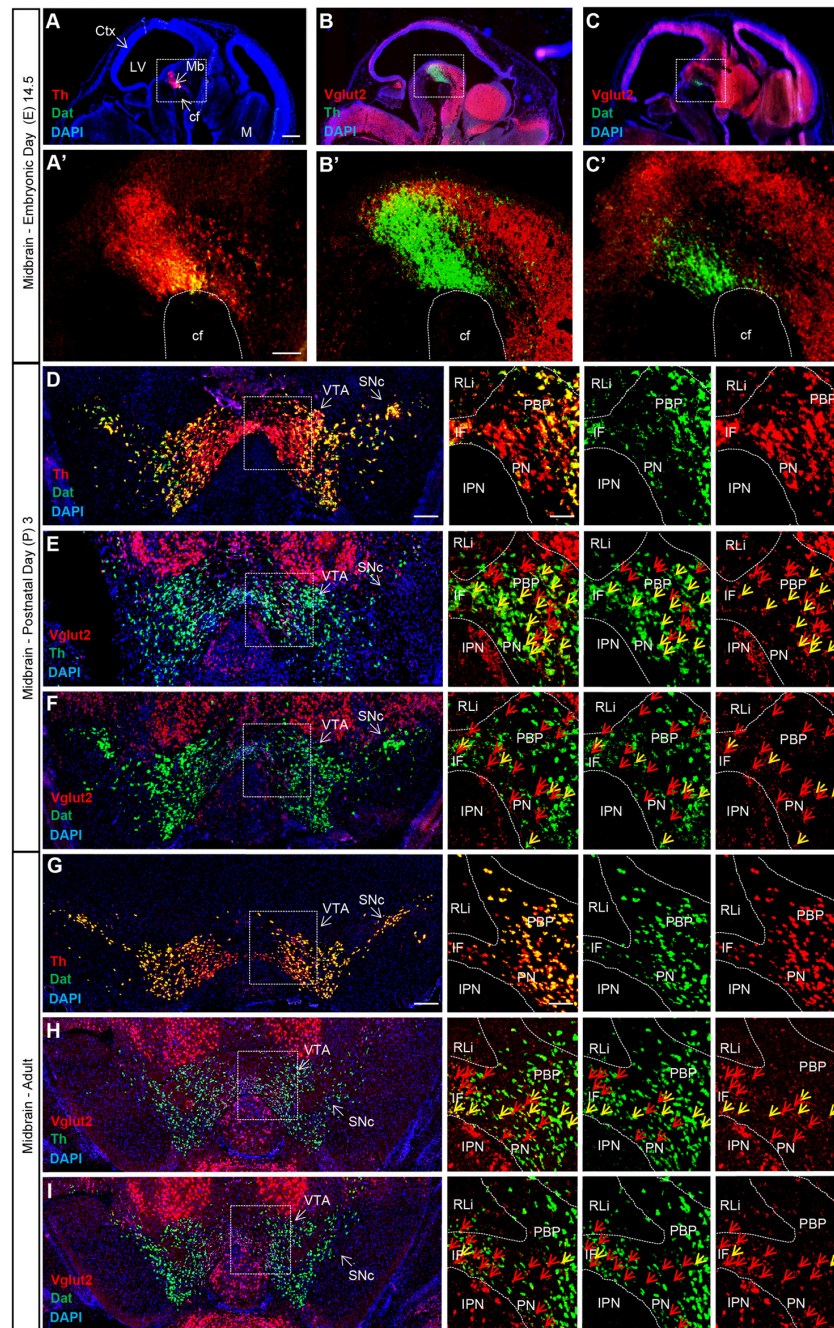 Midbrain - Embryonic Day (E) 14.5
A
Ctx
LV
Mb
Th
Dat
DAPI
cf
M
B
Vglut2
Th
DAPI
C
Vglut2
Dat
DAPI
A'
cf
B'
cf
C'
cf
Midbrain - Postnatal Day (P) 3
D
SNc
VTA
Th
Dat
DAPI
RLi
PBP
IF
PN
IPN
RLi
PBP
IF
PN
IPN
RLi
PBP
IF
PN
IPN
E
VTA
SNc
Vglut2
Th
DAPI
RLi
PBP
IF
PN
IPN
RLi
PBP
IF
PN
IPN
RLi
PBP
IF
PN
IPN
F
SNc
VTA
Vglut2
Dat
DAPI
RLi
PBP
IF
PN
IPN
RLi
PBP
IF
PN
IPN
RLi
PBP
IF
PN
IPN
Midbrain - Adult
G
SNc
VTA
Th
Dat
DAPI
RLi
PBP
IF
PN
IPN
RLi
PBP
IF
PN
IPN
RLi
PBP
IF
PN
IPN
H
VTA
SNc
Vglut2
Th
DAPI
RLi
PBP
IF
IPN
PN
RLi
PBP
IF
IPN
PN
RLi
PBP
IF
IPN
PN
I
VTA
SNc
Vglut2
Dat
DAPI
RLi
PBP
IF
IPN
PN
RLi
PBP
IF
IPN
PN
RLi
PBP
IF
IPN
PN